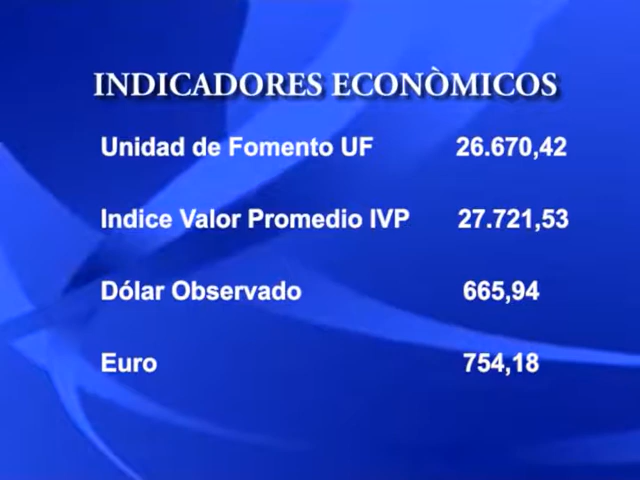 INDICADORES ECONÒMICOS
Unidad de Fomento UF 26.670,42
Indice Valor Promedio IVP 27.721,53
Dólar Observado 665,94
Euro 754,18